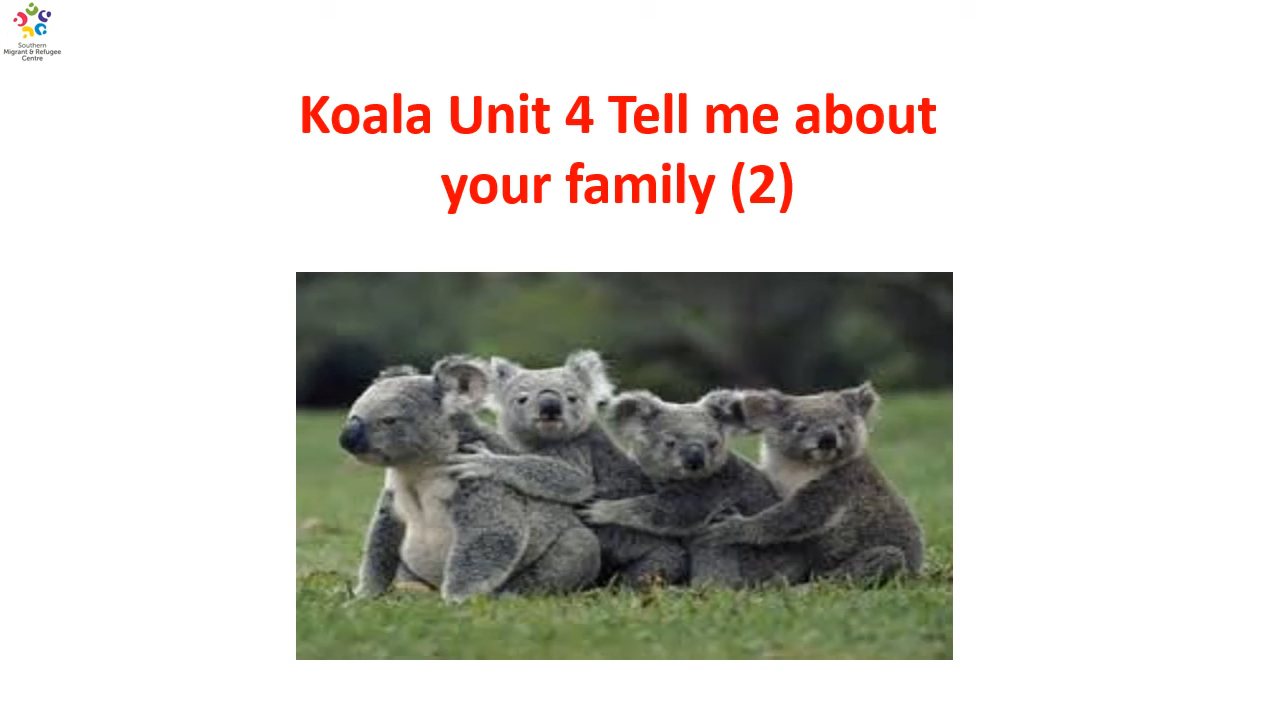 Southern
Migrant & Refugee
Centre
Koala Unit 4 Tell me about
your family (2)